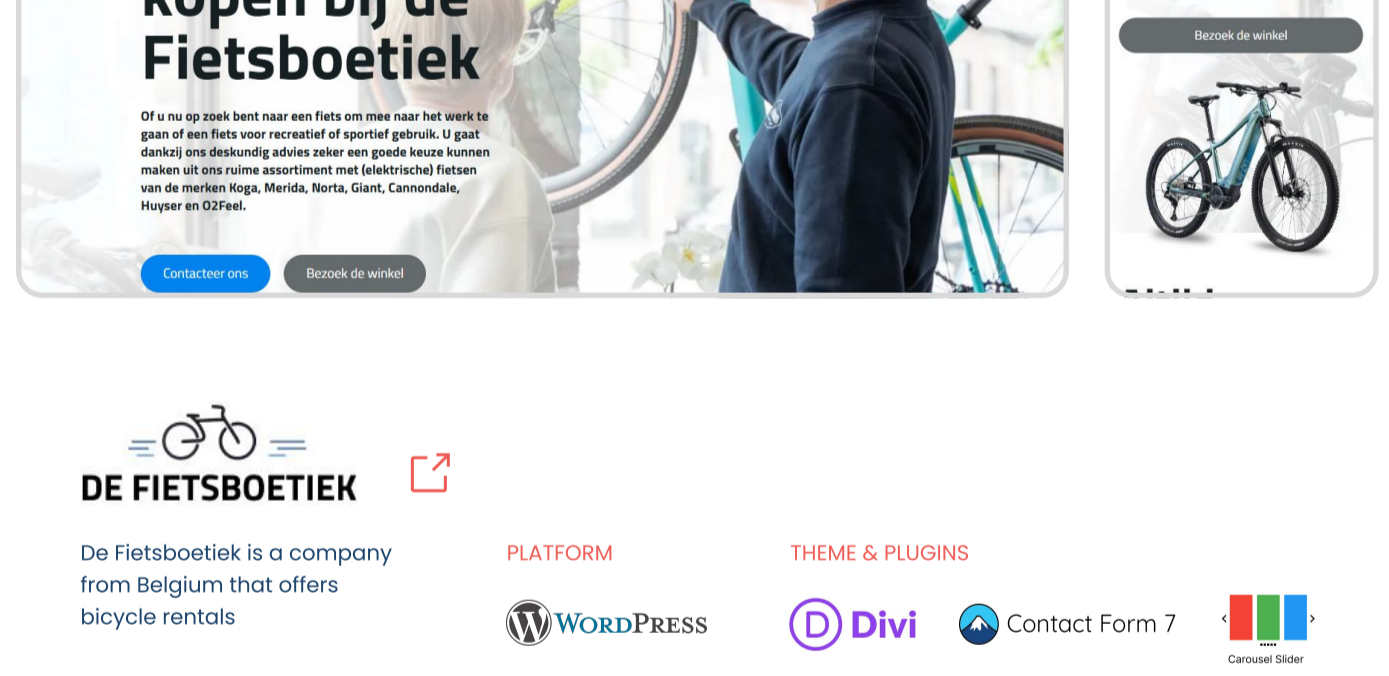 kopen bij de
Fietsboetiek
Of u nu op zoek bent naar een fiets om mee naar het werk te
gaan of een fiets voor recreatief of sportief gebruik. U gaat
dankzij ons deskundig advies zeker een goede keuze kunnen
maken uit ons ruime assortiment met (elektrische) fietsen
van de merken Koga, Merida, Norta, Giant, Cannondale,
Huyser en O2Feel.
Contacteer ons
Bezoek de winkel
Bezoek de winkel
DE FIETSBOETIEK
De Fietsboetiek is a company
from Belgium that offers
bicycle rentals
PLATFORM
WORDPRESS
THEME & PLUGINS
Divi
Contact Form 7
Carousel Slider